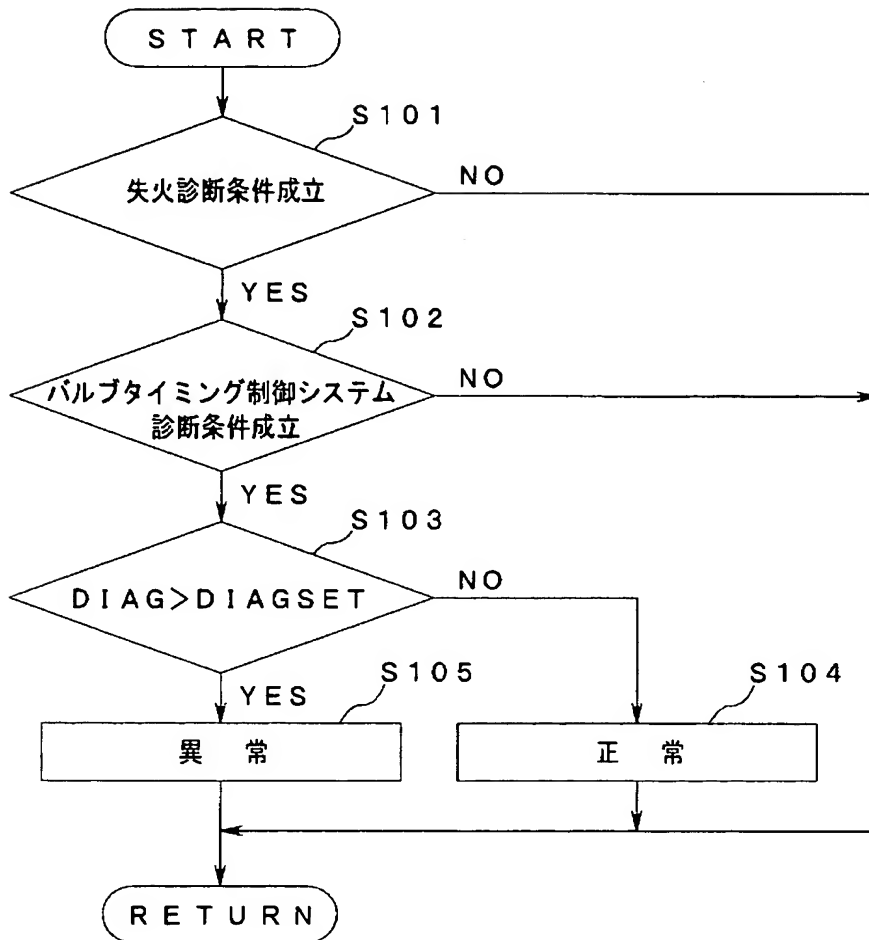 ＳＴＡＲＴ
Ｓ１０１
失火診断条件成立
ＮＯ
ＹＥＳ
Ｓ１０２
バルブタイミング制御システム
診断条件成立
ＮＯ
ＹＥＳ
Ｓ１０３
ＤＩＡＧ＞ＤＩＡＧＳＥＴ
ＮＯ
ＹＥＳ
Ｓ１０５
異　常
Ｓ１０４
正　常
ＲＥＴＵＲＮ